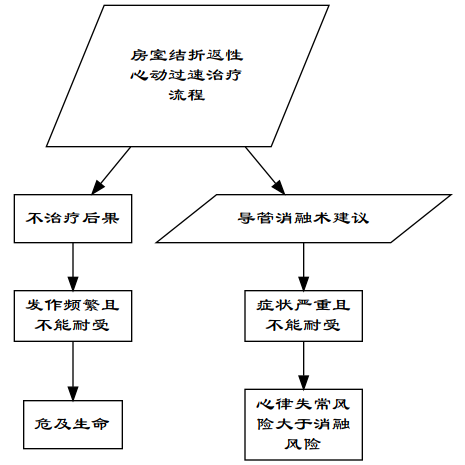 房室结折返性
心动过速治疗
流程
不治疗后果
导管消融术建议
发作频繁且
不能耐受
症状严重且
不能耐受
危及生命
心律失常风
险大于消融
风险